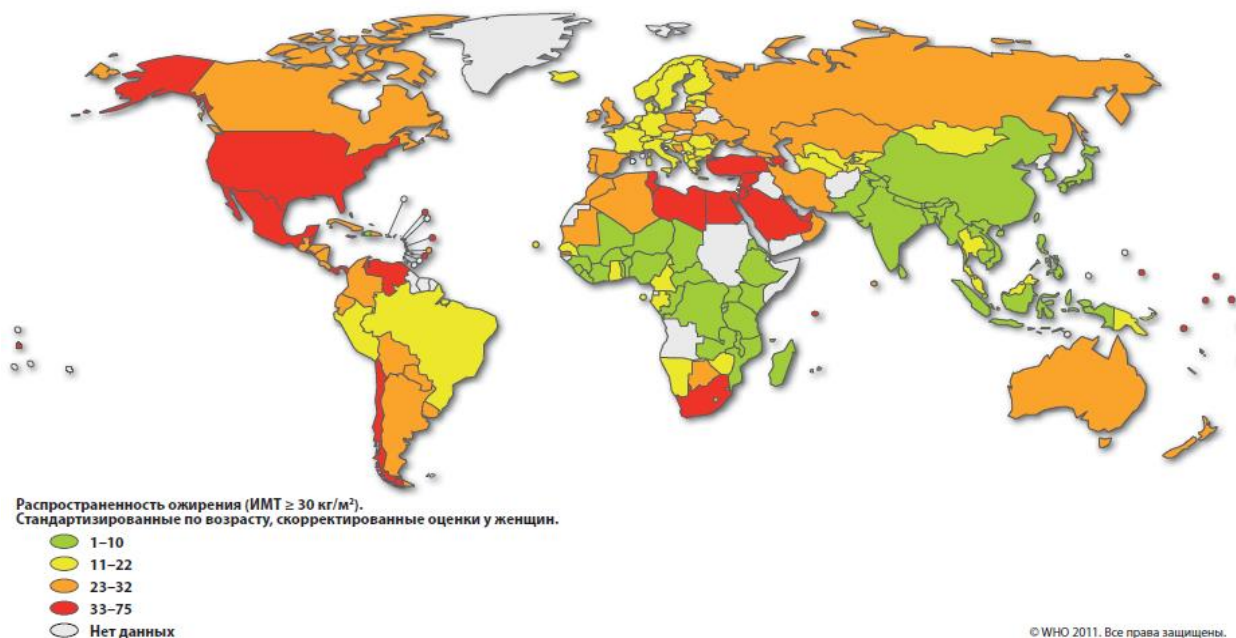 Распространенность ожирения (ИМТ ≥ 30 кг/м²).
Стандартизированные по возрасту, скорректированные оценки у женщин.
1–10
11–22
23–32
33–75
Нет данных
© WHO 2011. Все права защищены.